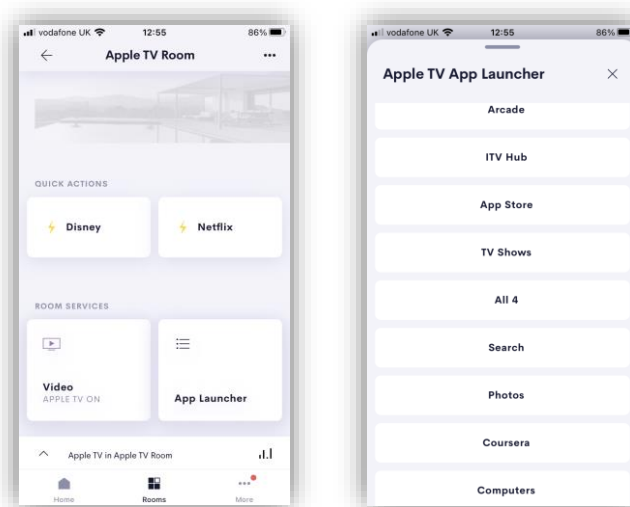 vodafone UK 12:55 86%
Apple TV Room
QUICK ACTIONS
Disney
Netflix
ROOM SERVICES
Video
APPLE TV ON
App Launcher
Apple TV in Apple TV Room
Home
Rooms
More
vodafone UK 12:55 86%
Apple TV App Launcher
Arcade
ITV Hub
App Store
TV Shows
All 4
Search
Photos
Coursera
Computers